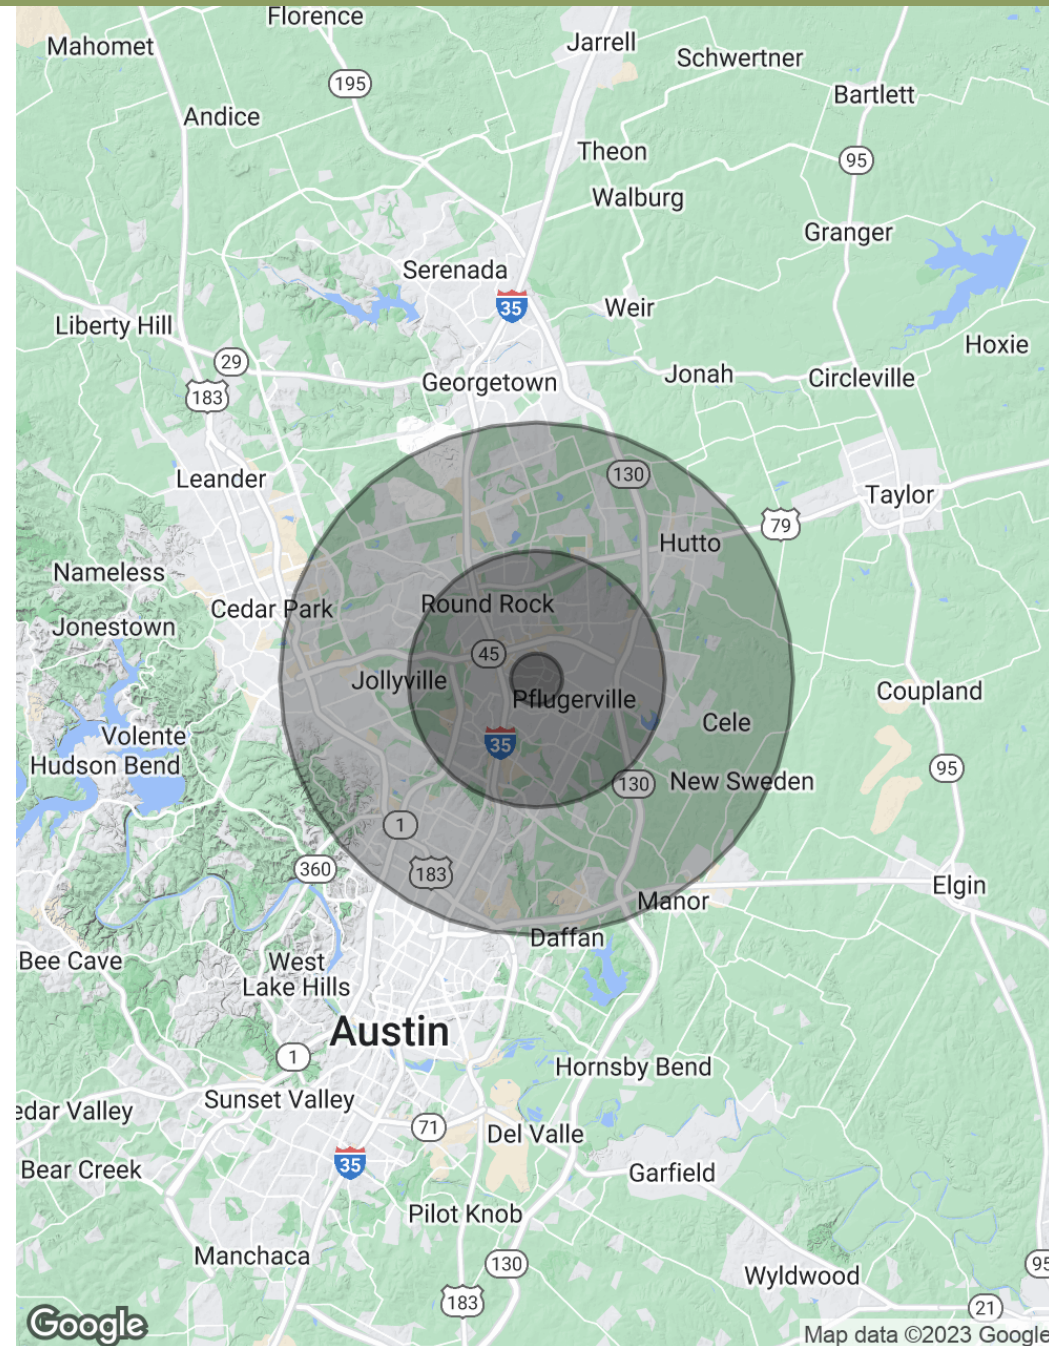 Florence
Mahomet
Jarrell
Schwertner
195
Bartlett
Andice
Theon
95
Walburg
Granger
Serenada
35
Weir
Liberty Hill
Hoxie
29
Georgetown
Jonah
Circleville
183
Leander
130
Taylor
79
Hutto
Nameless
Cedar Park
Round Rock
Jonestown
45
Jollyville
Pflugerville
Coupland
Cele
Volente
35
Hudson Bend
95
New Sweden
130
1
360
183
Elgin
Manor
Daffan
Bee Cave
West
Lake Hills
Austin
1
Hornsby Bend
Sunset Valley
edar Valley
71
Del Valle
35
Bear Creek
Garfield
Pilot Knob
Manchaca
130
95
Wyldwood
183
21
Google
Map data ©2023 Google